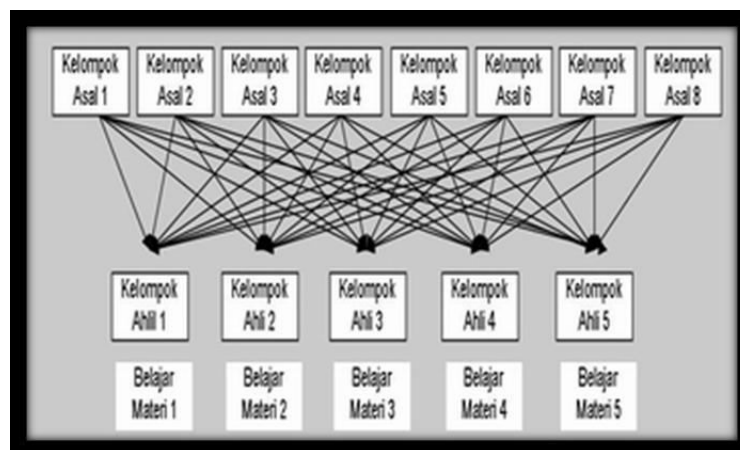 Kelompok
Asal 1
Kelompok
Asal 2
Kelompok
Asal 3
Kelompok
Asal 4
Kelompok
Asal 5
Kelompok
Asal 6
Kelompok
Asal 7
Kelompok
Asal 8
Kelompok
Ahlil 1
Kelompok
Ahli 2
Kelompok
Ahli 3
Kelompok
Ahli 4
Kelompok
Ahli 5
Belajar
Materi 1
Belajar
Materi 2
Belajar
Materi 3
Belajar
Materi 4
Belajar
Materi 5